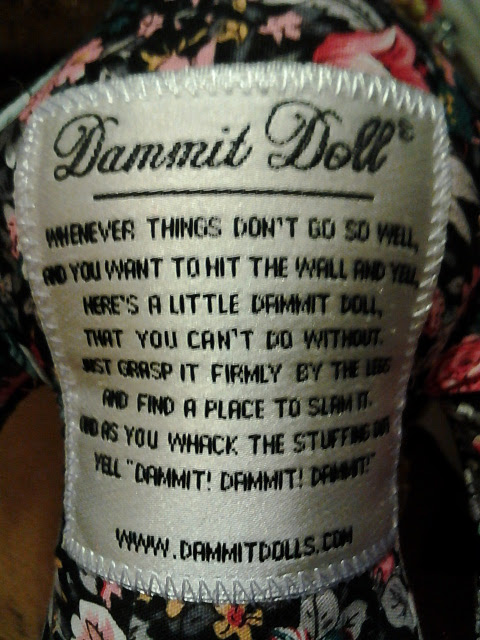 Dammit Doll®
WHENEVER THINGS DON'T GO SO WELL,
AND YOU WANT TO HIT THE WALL AND YELL,
HERE'S A LITTLE DAMMIT DOLL,
THAT YOU CAN'T DO WITHOUT.
JUST GRASP IT FIRMLY BY THE LEGS
AND FIND A PLACE TO SLAM IT.
AND AS YOU WHACK THE STUFFING OUT
YELL "DAMMIT! DAMMIT! DAMMIT!"
WWW.DAMMITDOLLS.COM